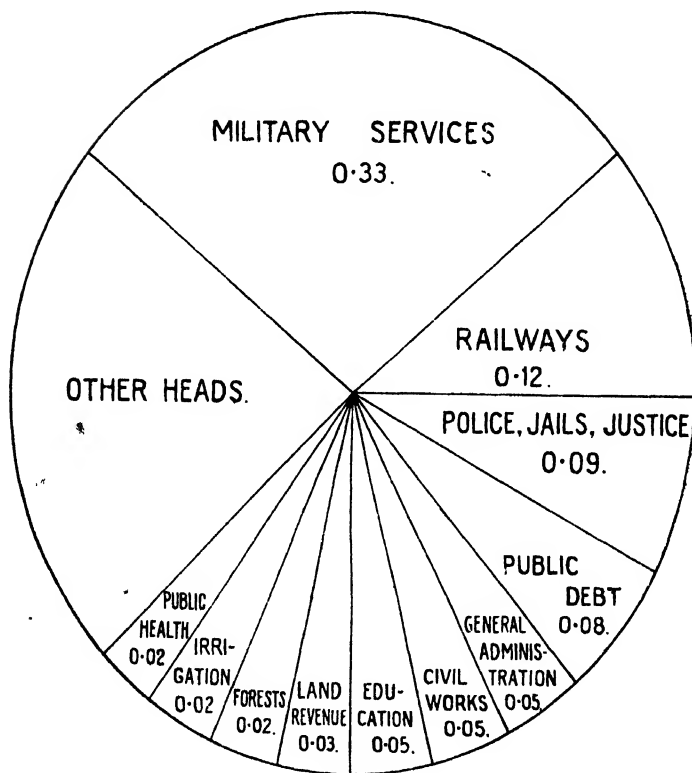 MILITARY SERVICES
0·33.
RAILWAYS
0·12.
OTHER HEADS.
POLICE, JAILS, JUSTICE
0·09.
PUBLIC
DEBT
0·08.
GENERAL
ADMINIS-
TRATION
0·05
CIVIL
WORKS
0·05.
EDU-
CATION
0·05.
LAND
REVENUE
0·03.
FORESTS
0·02.
IRRI-
GATION
0·02
PUBLIC
HEALTH
0·02